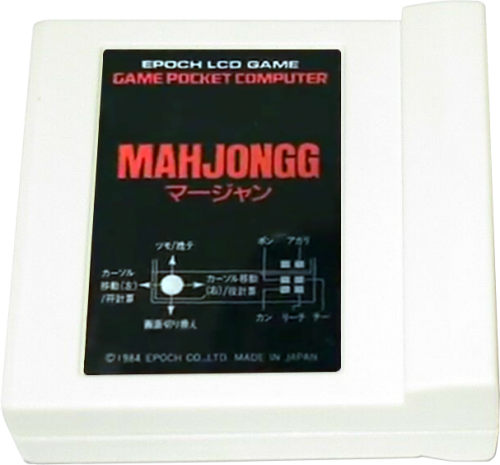 EPOCH LCD GAME
GAME POCKET COMPUTER
MAHJONGG
マージャン
ツモ/捨テ
ポン アガリ
カーソル
移動(左)
/符計算
カーソル移動
(右)/役計算
画面切り換え
カン リーチ チー
©1984 EPOCH CO.,LTD. MADE IN JAPAN